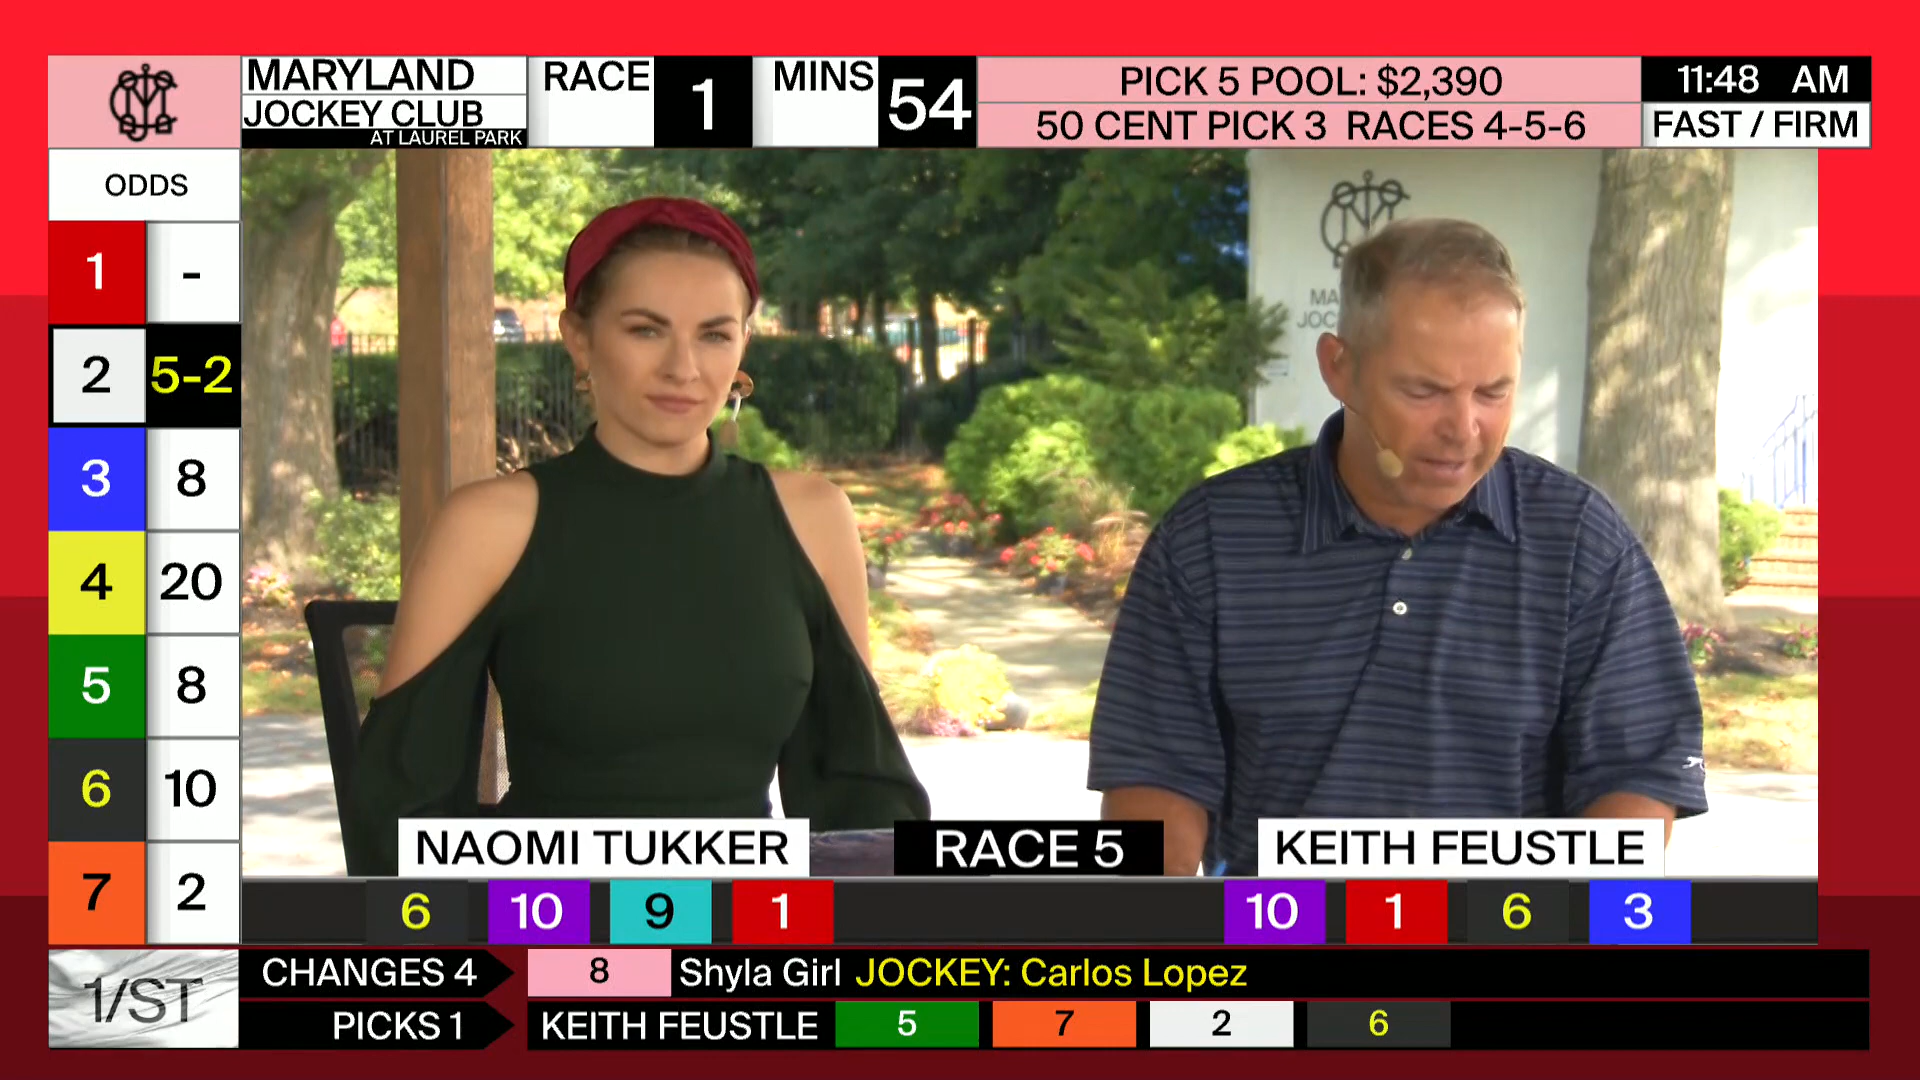 MARYLAND
JOCKEY CLUB
AT LAUREL PARK
RACE 1
MINS 54
PICK 5 POOL: $2,390
50 CENT PICK 3 RACES 4-5-6
11:48 AM
FAST / FIRM
ODDS
1 -
2 5-2
3 8
4 20
5 8
6 10
7 2
MA
JOC
NAOMI TUKKER
RACE 5
KEITH FEUSTLE
6 10 9 1
10 1 6 3
1/ST
CHANGES 4 8 Shyla Girl JOCKEY: Carlos Lopez
PICKS 1 KEITH FEUSTLE 5 7 2 6